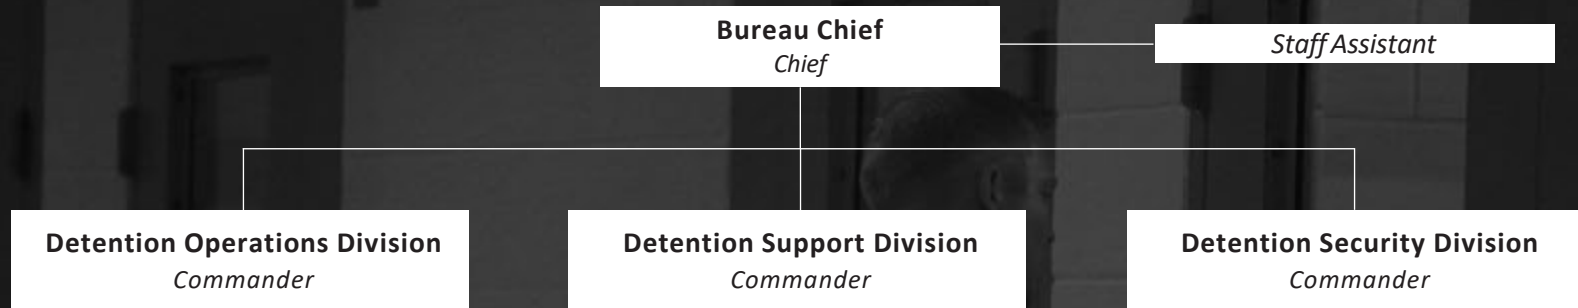 Bureau Chief
Chief
Staff Assistant
Detention Operations Division
Commander
Detention Support Division
Commander
Detention Security Division
Commander